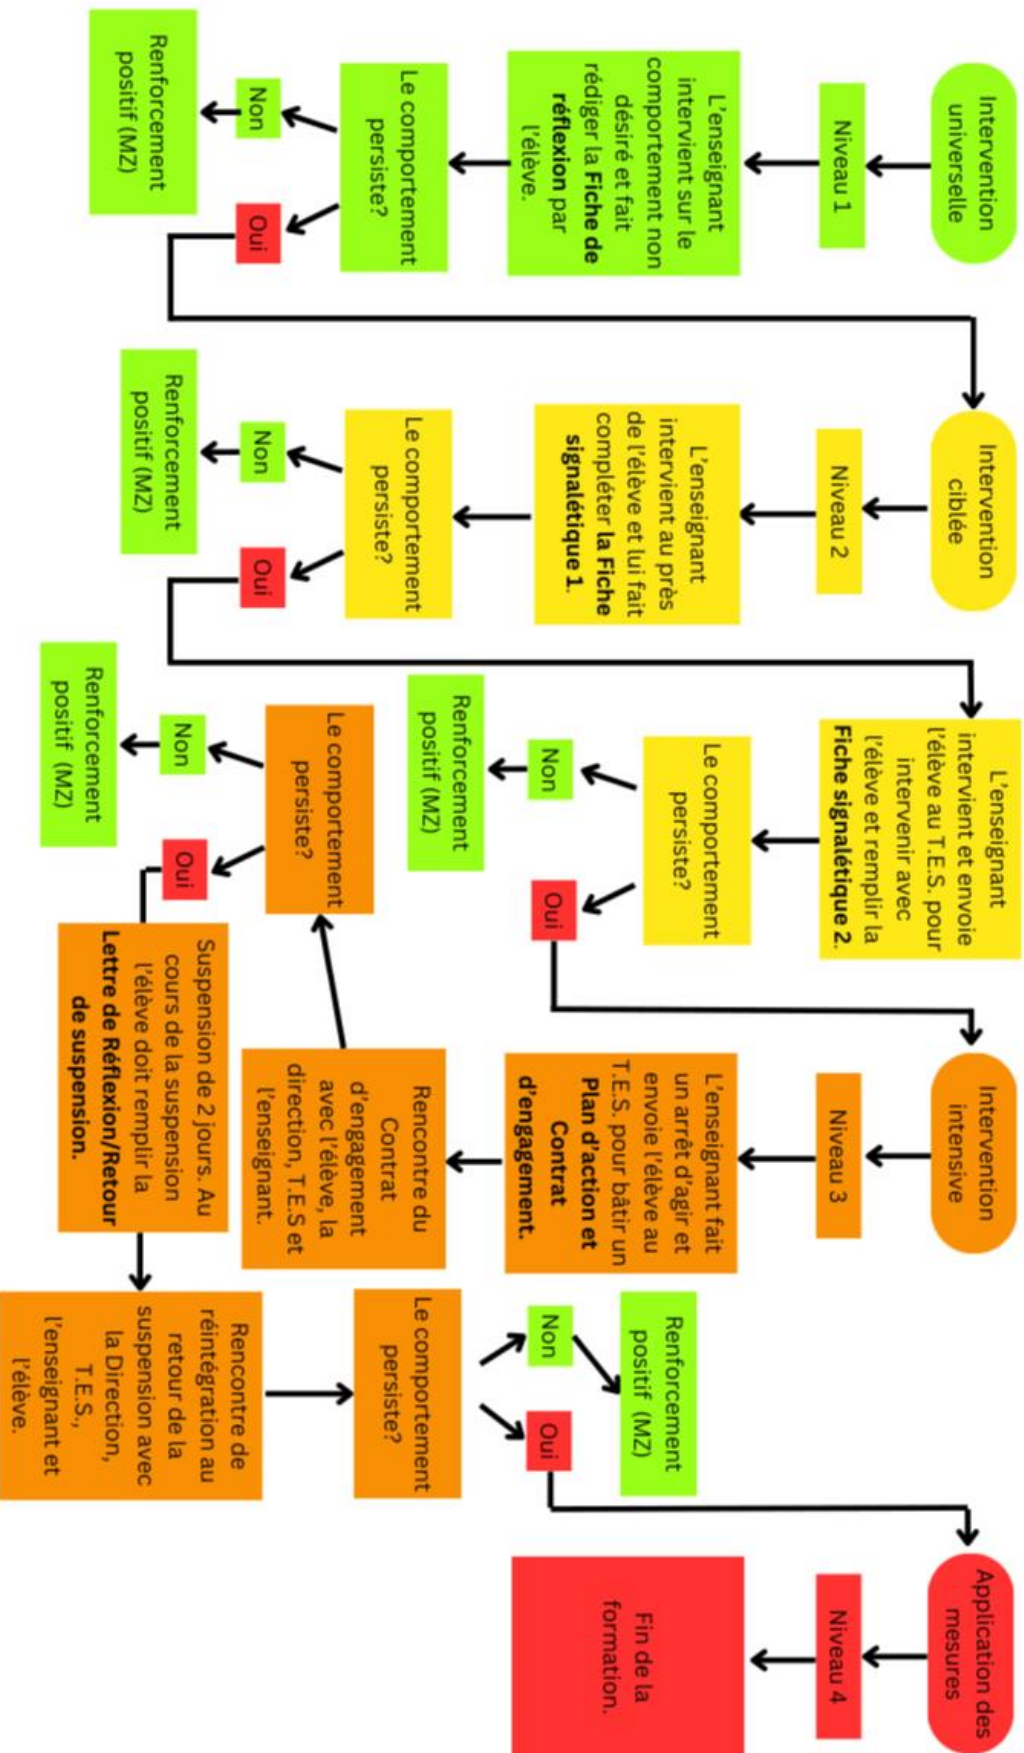 Intervention
universelle
Niveau 1
L'enseignant
intervient sur le
comportement non
désiré et fait
rédiger la Fiche de
réflexion par
l'élève.
Le comportement
persiste?
Non
Renforcement
positif (MZ)
Oui
Intervention
ciblée
Niveau 2
L'enseignant
intervient au près
de l'élève et lui fait
compléter la Fiche
signalétique 1.
Le comportement
persiste?
Non
Renforcement
positif (MZ)
Oui
L'enseignant
intervient et envoie
l'élève au T.E.S. pour
intervenir avec
l'élève et remplir la
Fiche signalétique 2.
Le comportement
persiste?
Non
Renforcement
positif (MZ)
Oui
Intervention
intensive
Niveau 3
L'enseignant fait
un arrêt d'agir et
envoie l'élève au
T.E.S. pour bâtir un
Plan d'action et
Contrat
d'engagement.
Rencontre du
Contrat
d'engagement
avec l'élève, la
direction, T.E.S et
l'enseignant.
Le comportement
persiste?
Non
Renforcement
positif (MZ)
Oui
Suspension de 2 jours. Au
cours de la suspension
l'élève doit remplir la
Lettre de Réflexion/Retour
de suspension.
Rencontre de
réintégration au
retour de la
suspension avec
la Direction,
T.E.S.,
l'enseignant et
l'élève.
Le comportement
persiste?
Non
Renforcement
positif (MZ)
Oui
Application des
mesures
Niveau 4
Fin de la
formation.